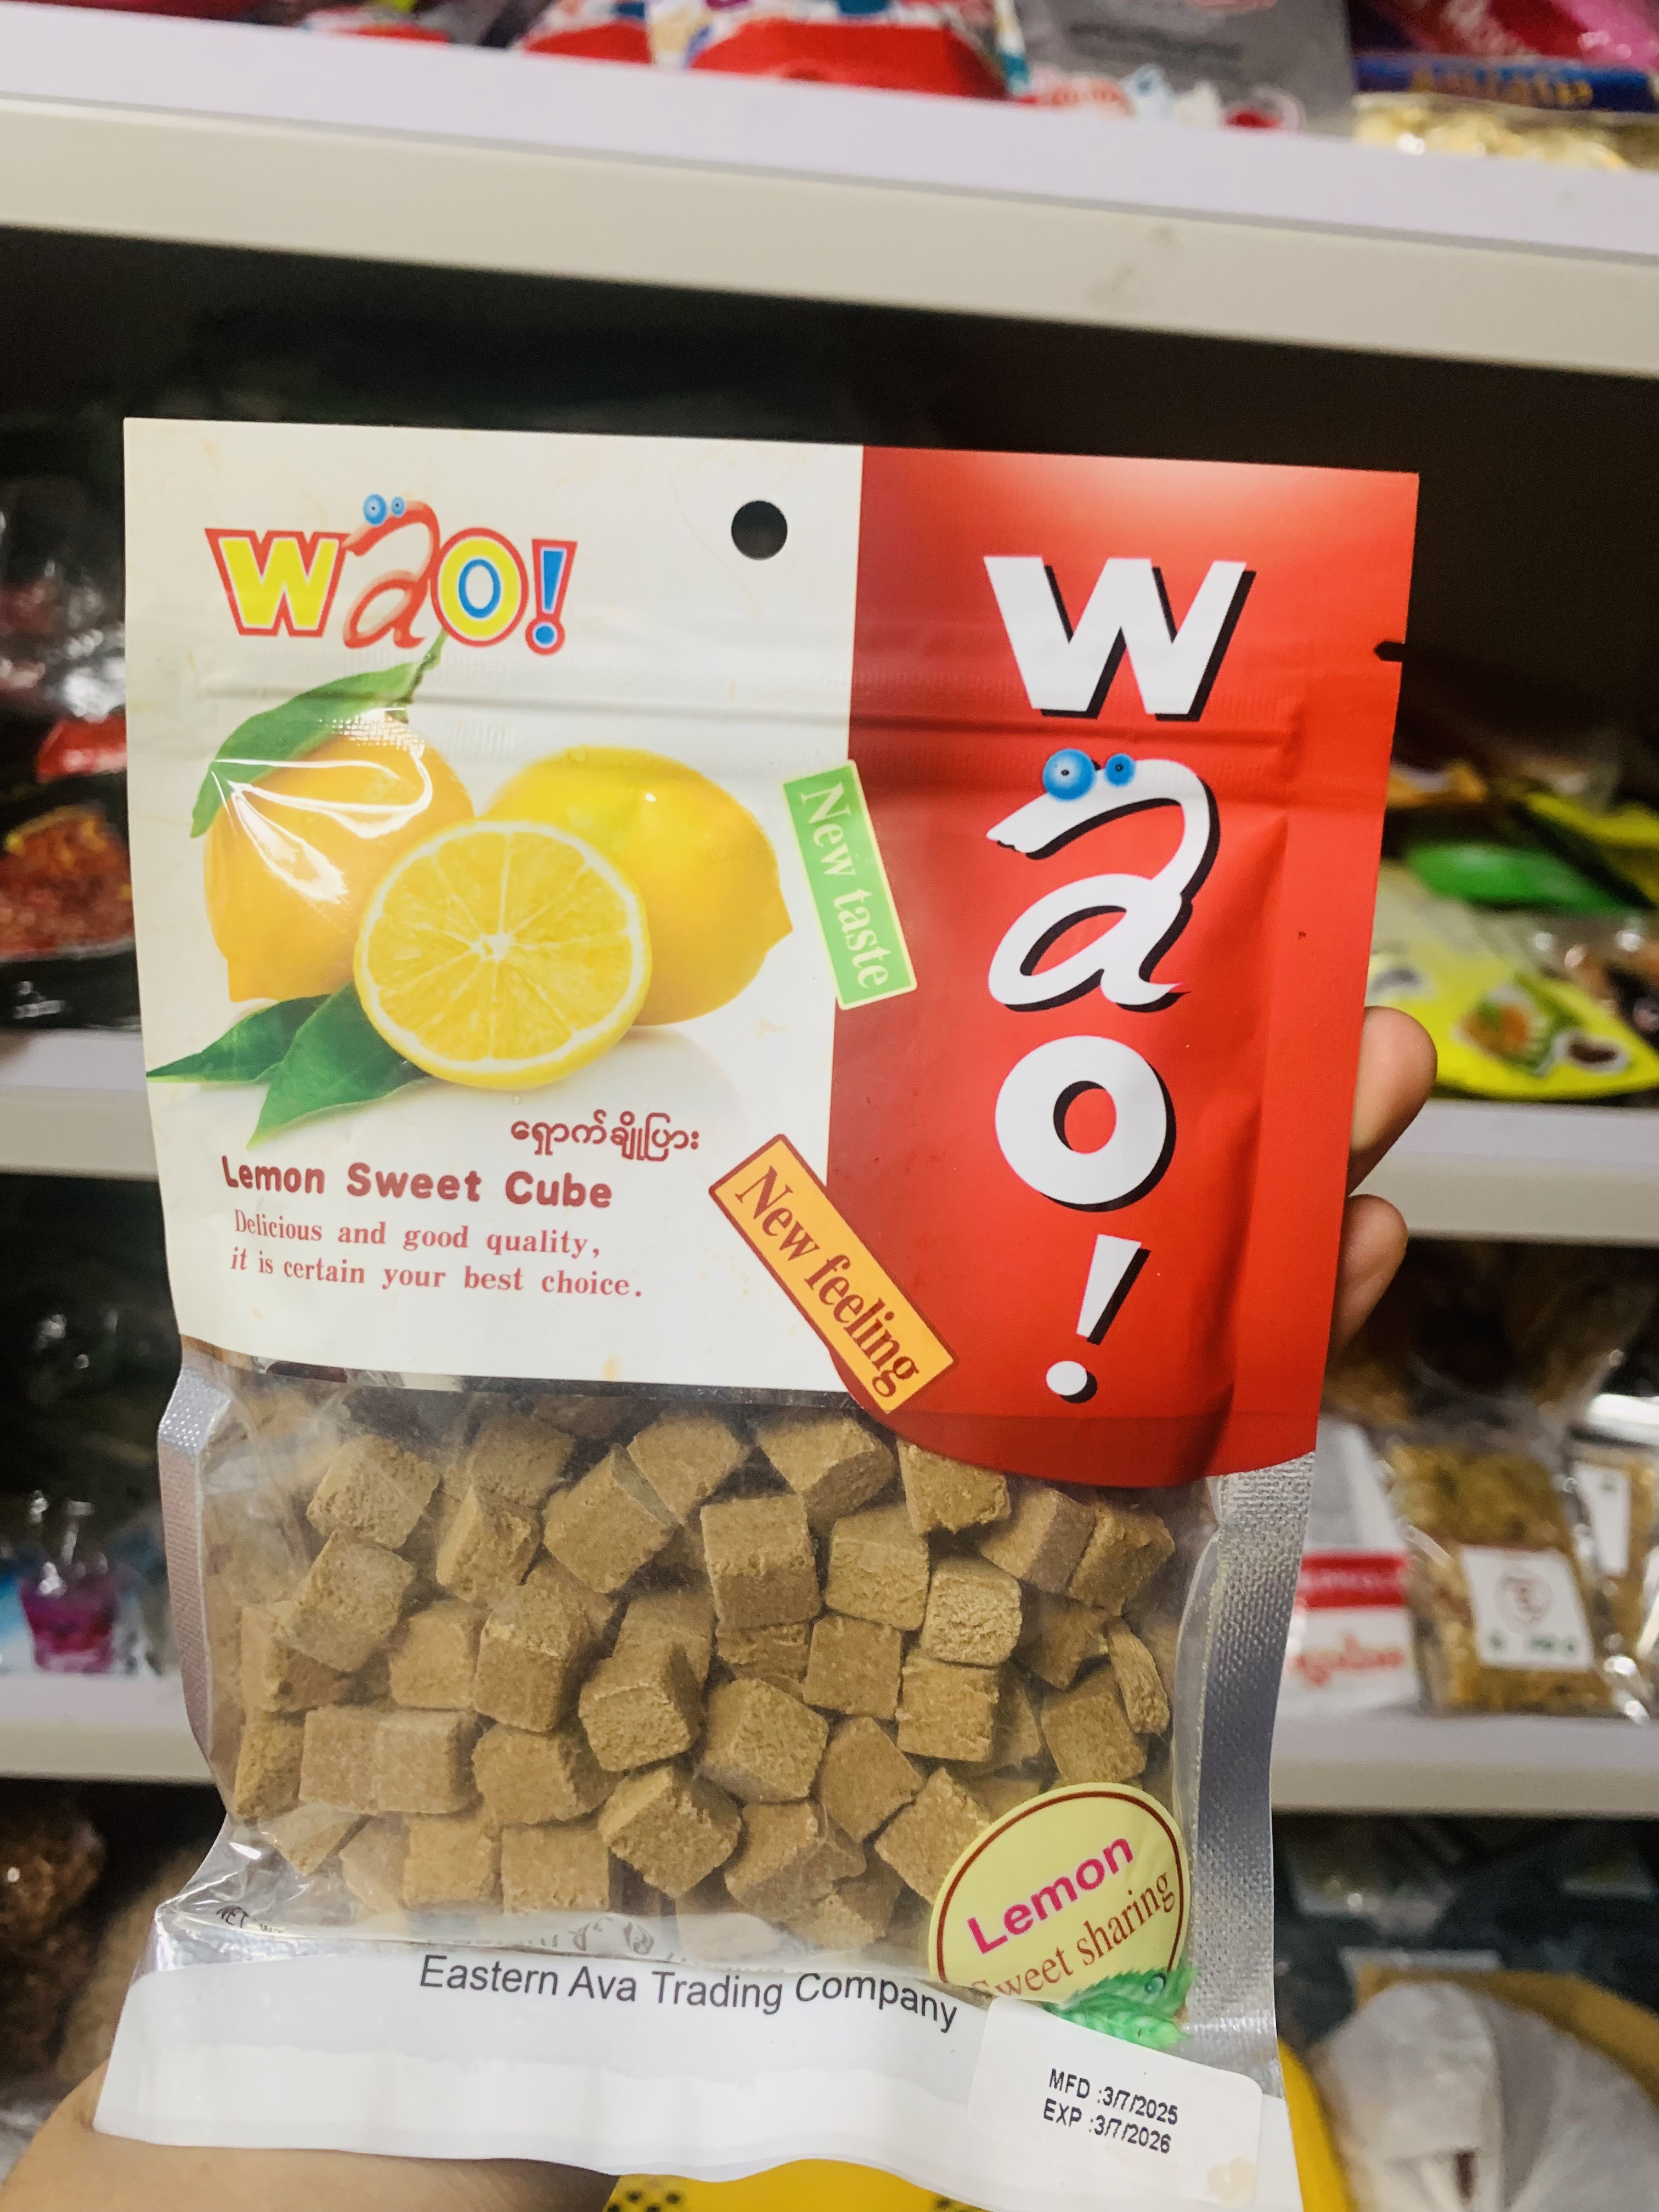 wao!
New taste
ရှောက်ချိုပြား
Lemon Sweet Cube
Delicious and good quality,
it is certain your best choice.
New feeling
w
a
o
!
Lemon
Sweet sharing
Eastern Ava Trading Company
MFD :3/7/2025
EXP :3/7/2026